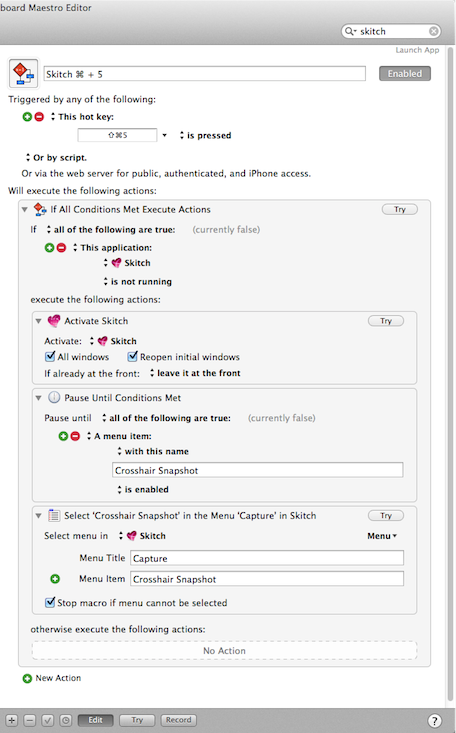 board Maestro Editor
skitch
Launch App
Skitch ⌘ + 5
Enabled
Triggered by any of the following:
This hot key:
⇧⌘5
is pressed
Or by script.
Or via the web server for public, authenticated, and iPhone access.
Will execute the following actions:
If All Conditions Met Execute Actions
Try
If all of the following are true: (currently false)
This application:
Skitch
is not running
execute the following actions:
Activate Skitch
Try
Activate: Skitch
All windows Reopen initial windows
If already at the front: leave it at the front
Pause Until Conditions Met
Pause until all of the following are true: (currently false)
A menu item:
with this name
Crosshair Snapshot
is enabled
Select 'Crosshair Snapshot' in the Menu 'Capture' in Skitch
Try
Select menu in Skitch Menu
Menu Title Capture
Menu Item Crosshair Snapshot
Stop macro if menu cannot be selected
otherwise execute the following actions:
No Action
New Action
Edit Try Record ?